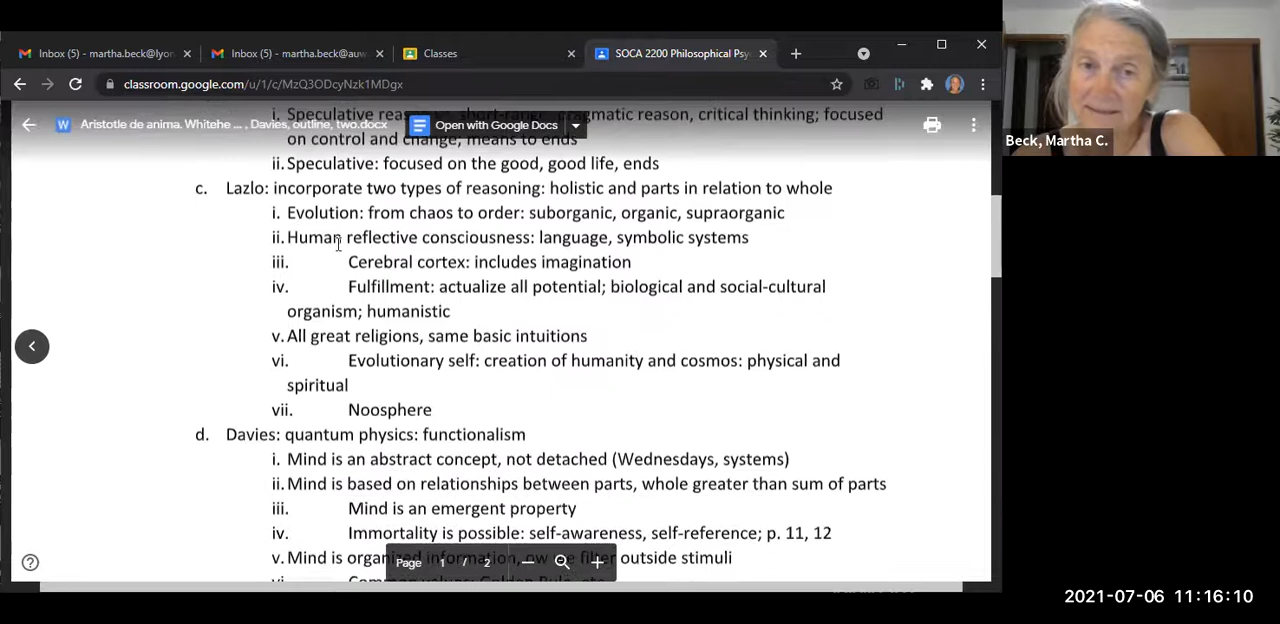 Inbox (5) - martha.beck@lyon
Inbox (5) - martha.beck@auw
Classes
SOCA 2200 Philosophical Psy
classroom.google.com/u/1/c/MzQ3ODcyNzk1MDgx
Beck, Martha C.
i. Speculative pragmatic reason, critical thinking; focused
Aristotle de anima. Whitehe ... , Davies, outline, two.docx
Open with Google Docs
on control and change; means to ends
ii. Speculative: focused on the good, good life, ends
c. Lazlo: incorporate two types of reasoning: holistic and parts in relation to whole
i. Evolution: from chaos to order: suborganic, organic, supraorganic
ii. Human reflective consciousness: language, symbolic systems
iii. Cerebral cortex: includes imagination
iv. Fulfillment: actualize all potential; biological and social-cultural
organism; humanistic
v. All great religions, same basic intuitions
vi. Evolutionary self: creation of humanity and cosmos: physical and
spiritual
vii. Noosphere
d. Davies: quantum physics: functionalism
i. Mind is an abstract concept, not detached (Wednesdays, systems)
ii. Mind is based on relationships between parts, whole greater than sum of parts
iii. Mind is an emergent property
iv. Immortality is possible: self-awareness, self-reference; p. 11, 12
v. Mind is organized information, filter outside stimuli
Page 1 / 2
2021-07-06 11:16:10